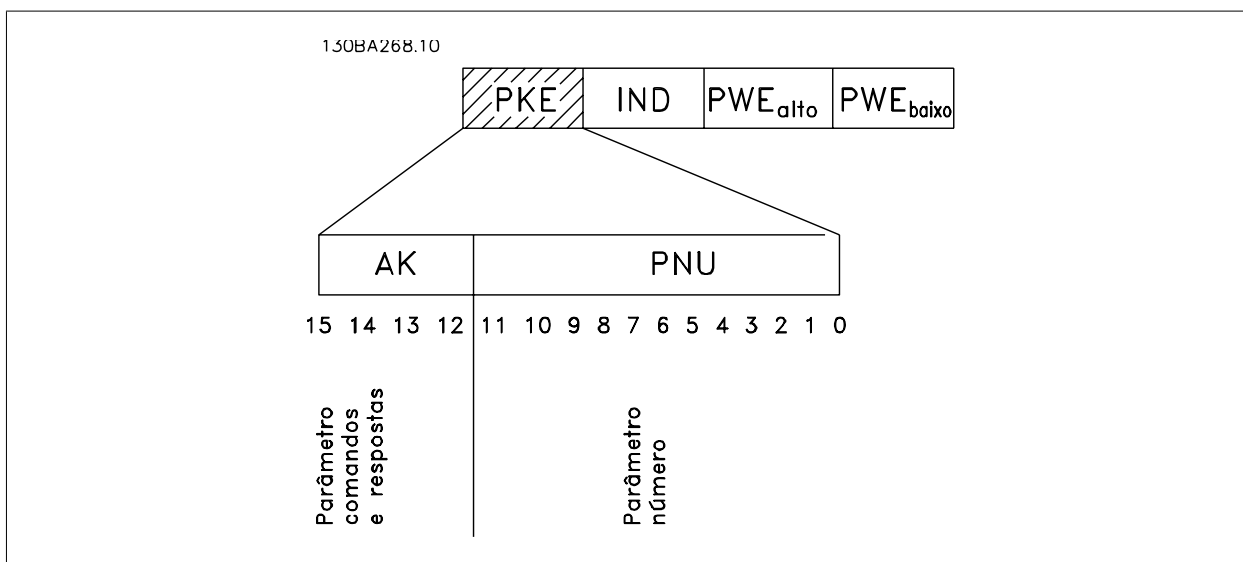 130BA268.10
PKE IND PWEalto PWEbaixo
AK PNU
15 14 13 12 11 10 9 8 7 6 5 4 3 2 1 0
Parâmetro
comandos
e respostas
Parâmetro
número